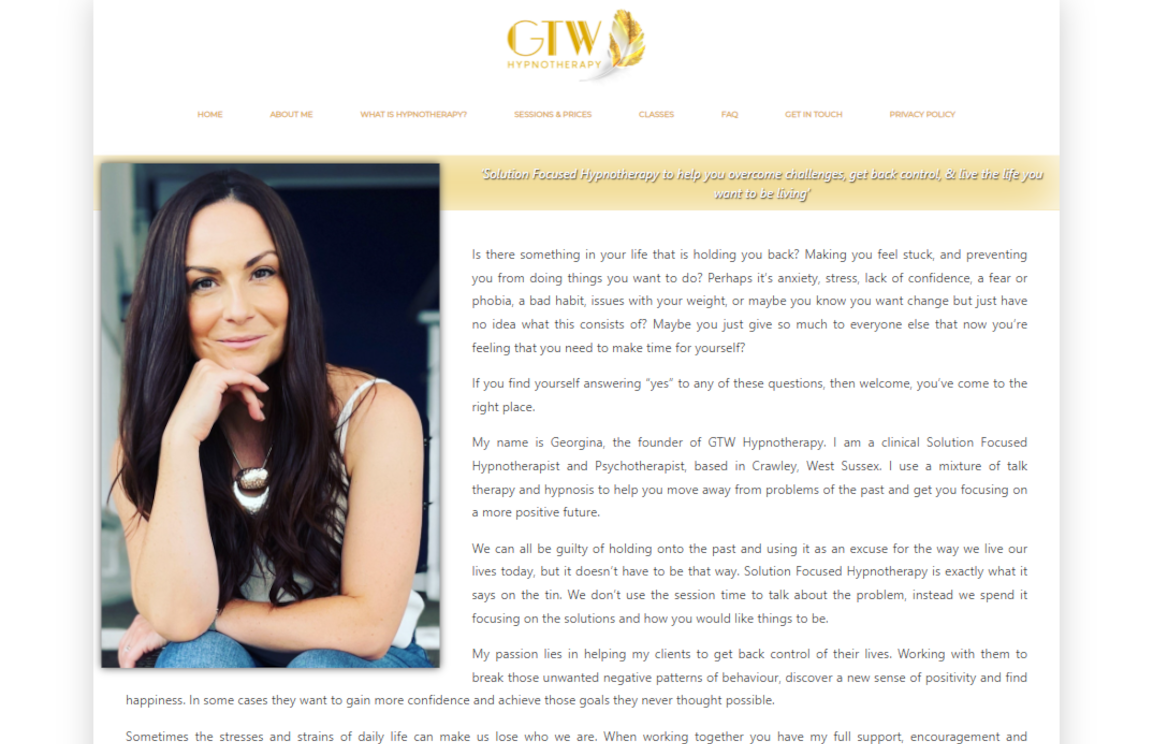 GTW
HYPNOTHERAPY
HOME ABOUT ME WHAT IS HYPNOTHERAPY? SESSIONS & PRICES CLASSES FAQ GET IN TOUCH PRIVACY POLICY
'Solution Focused Hypnotherapy to help you overcome challenges, get back control, & live the life you
want to be living'
Is there something in your life that is holding you back? Making you feel stuck, and preventing
you from doing things you want to do? Perhaps it's anxiety, stress, lack of confidence, a fear or
phobia, a bad habit, issues with your weight, or maybe you know you want change but just have
no idea what this consists of? Maybe you just give so much to everyone else that now you're
feeling that you need to make time for yourself?
If you find yourself answering “yes” to any of these questions, then welcome, you've come to the
right place.
My name is Georgina, the founder of GTW Hypnotherapy. I am a clinical Solution Focused
Hypnotherapist and Psychotherapist, based in Crawley, West Sussex. I use a mixture of talk
therapy and hypnosis to help you move away from problems of the past and get you focusing on
a more positive future.
We can all be guilty of holding onto the past and using it as an excuse for the way we live our
lives today, but it doesn't have to be that way. Solution Focused Hypnotherapy is exactly what it
says on the tin. We don't use the session time to talk about the problem, instead we spend it
focusing on the solutions and how you would like things to be.
My passion lies in helping my clients to get back control of their lives. Working with them to
break those unwanted negative patterns of behaviour, discover a new sense of positivity and find
happiness. In some cases they want to gain more confidence and achieve those goals they never thought possible.
Sometimes the stresses and strains of daily life can make us lose who we are. When working together you have my full support, encouragement and